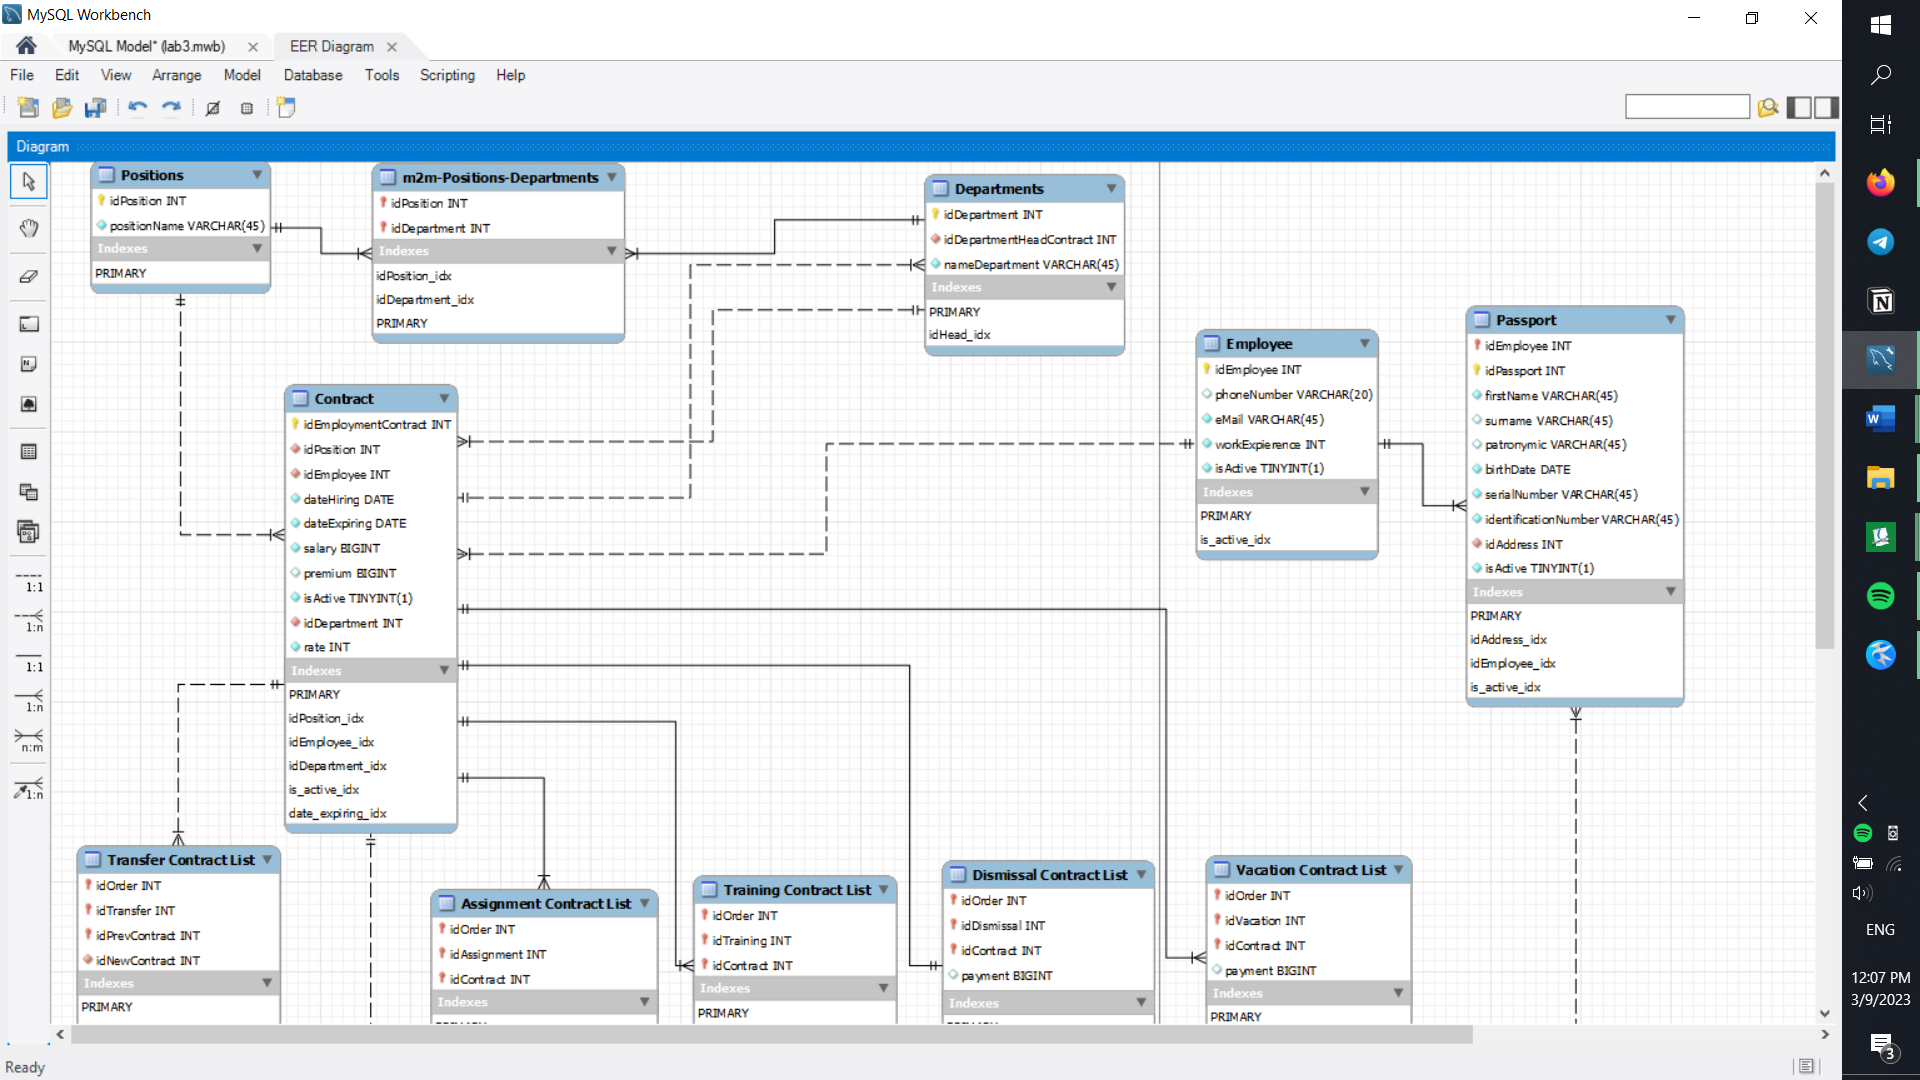 MySQL Workbench
MySQL Model* (lab3.mwb)
EER Diagram
File Edit View Arrange Model Database Tools Scripting Help
Diagram
Positions
idPosition INT
positionName VARCHAR(45)
Indexes
PRIMARY
m2m-Positions-Departments
idPosition INT
idDepartment INT
Indexes
idPosition_idx
idDepartment_idx
PRIMARY
Departments
idDepartment INT
idDepartmentHeadContract INT
nameDepartment VARCHAR(45)
Indexes
PRIMARY
idHead_idx
Employee
idEmployee INT
phoneNumber VARCHAR(20)
eMail VARCHAR(45)
workExpierence INT
isActive TINYINT(1)
Indexes
PRIMARY
is_active_idx
Passport
idEmployee INT
idPassport INT
firstName VARCHAR(45)
surname VARCHAR(45)
patronymic VARCHAR(45)
birthDate DATE
serialNumber VARCHAR(45)
identificationNumber VARCHAR(45)
idAddress INT
isActive TINYINT(1)
Indexes
PRIMARY
idAddress_idx
idEmployee_idx
is_active_idx
Contract
idEmploymentContract INT
idPosition INT
idEmployee INT
dateHiring DATE
dateExpiring DATE
salary BIGINT
premium BIGINT
isActive TINYINT(1)
idDepartment INT
rate INT
Indexes
PRIMARY
idPosition_idx
idEmployee_idx
idDepartment_idx
is_active_idx
date_expiring_idx
1:1
1:n
1:1
1:n
n:m
1:n
Transfer Contract List
idOrder INT
idTransfer INT
idPrevContract INT
idNewContract INT
Indexes
PRIMARY
Assignment Contract List
idOrder INT
idAssignment INT
idContract INT
Indexes
Training Contract List
idOrder INT
idTraining INT
idContract INT
Indexes
PRIMARY
Dismissal Contract List
idOrder INT
idDismissal INT
idContract INT
payment BIGINT
Indexes
Vacation Contract List
idOrder INT
idVacation INT
idContract INT
payment BIGINT
Indexes
PRIMARY
Ready
ENG
12:07 PM
3/9/2023
3